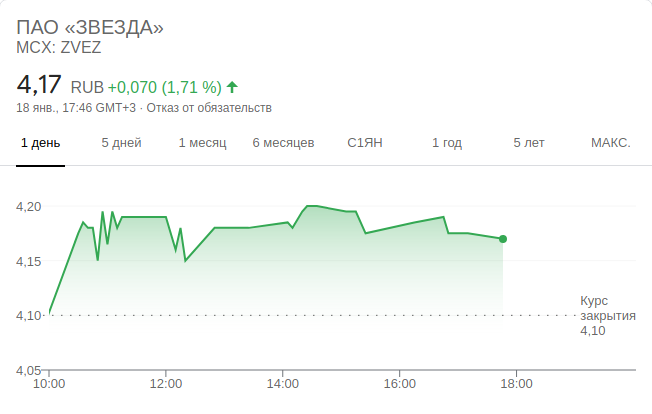 ПАО «ЗВЕЗДА»
MCX: ZVEZ
4,17 RUB +0,070 (1,71 %)
18 янв., 17:46 GMT+3 · Отказ от обязательств
1 день 5 дней 1 месяц 6 месяцев С1ЯН 1 год 5 лет МАКС.
4,20
4,15
4,10
Курс
закрытия
4,10
4,05
10:00 12:00 14:00 16:00 18:00